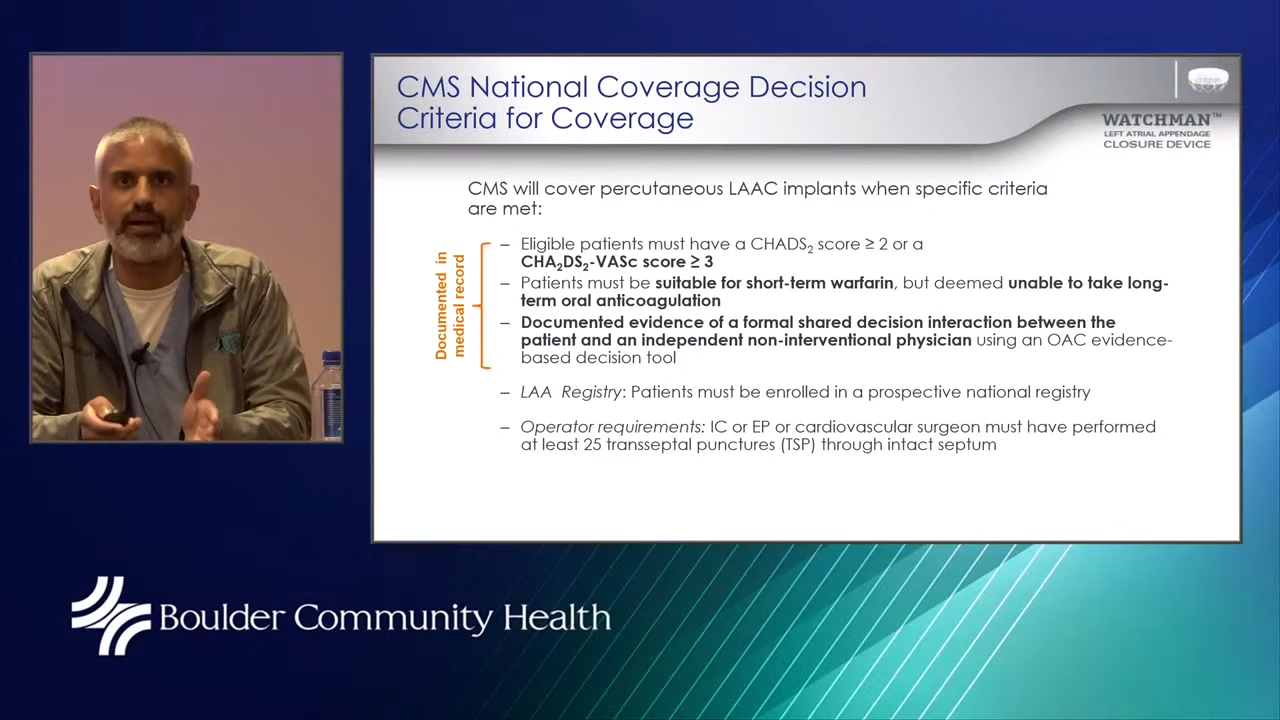 CMS National Coverage Decision
Criteria for Coverage
WATCHMAN™
LEFT ATRIAL APPENDAGE
CLOSURE DEVICE
CMS will cover percutaneous LAAC implants when specific criteria
are met:
Documented in
medical record
– Eligible patients must have a CHADS₂ score ≥ 2 or a
CHA₂DS₂-VASc score ≥ 3
– Patients must be suitable for short-term warfarin, but deemed unable to take long-
term oral anticoagulation
– Documented evidence of a formal shared decision interaction between the
patient and an independent non-interventional physician using an OAC evidence-
based decision tool
– LAA Registry: Patients must be enrolled in a prospective national registry
– Operator requirements: IC or EP or cardiovascular surgeon must have performed
at least 25 transseptal punctures (TSP) through intact septum
Boulder Community Health